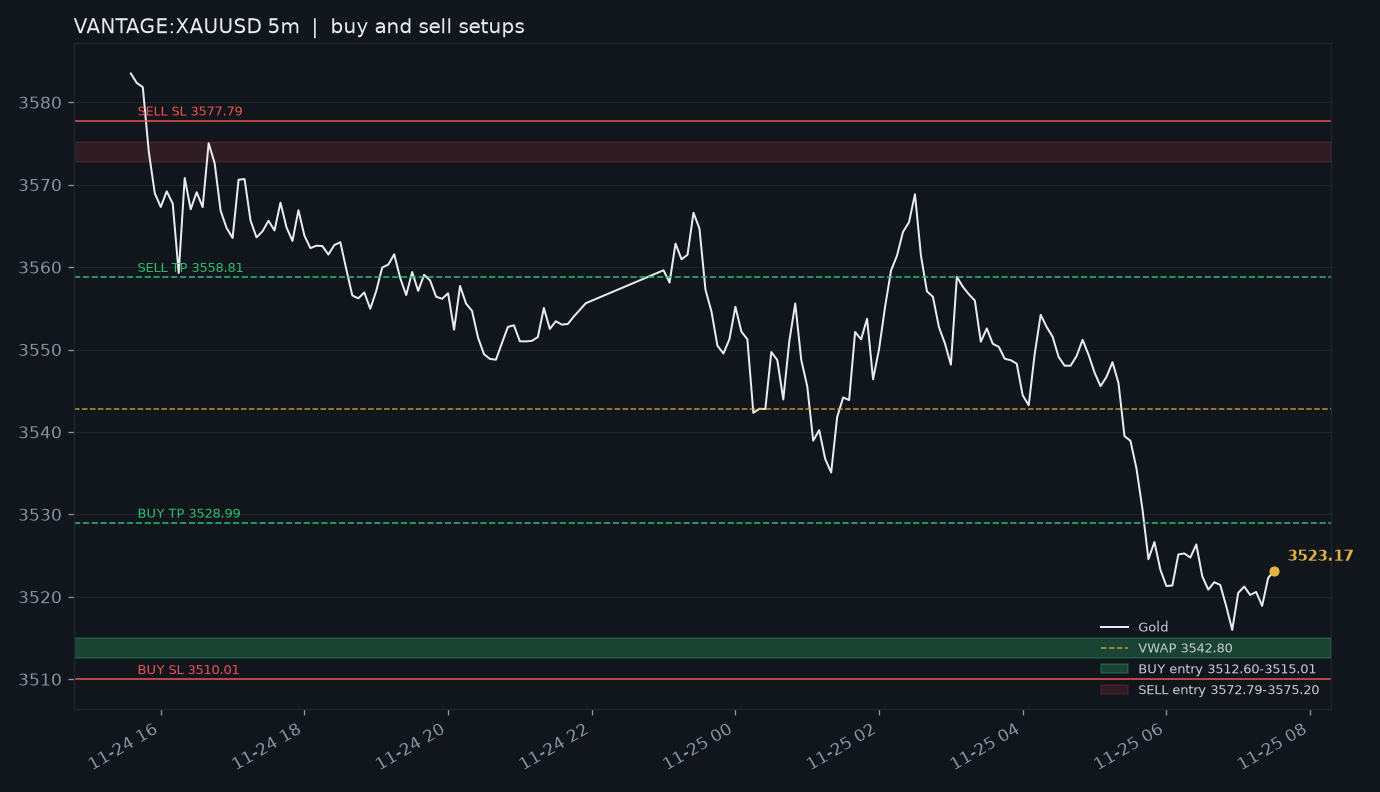 VANTAGE:XAUUSD 5m | buy and sell setups
3580
SELL SL 3577.79
3570
3560
SELL TP 3558.81
3550
3540
3530
BUY TP 3528.99
3523.17
3520
3510
BUY SL 3510.01
Gold
VWAP 3542.80
BUY entry 3512.60-3515.01
SELL entry 3572.79-3575.20
11-24 16
11-24 18
11-24 20
11-24 22
11-25 00
11-25 02
11-25 04
11-25 06
11-25 08